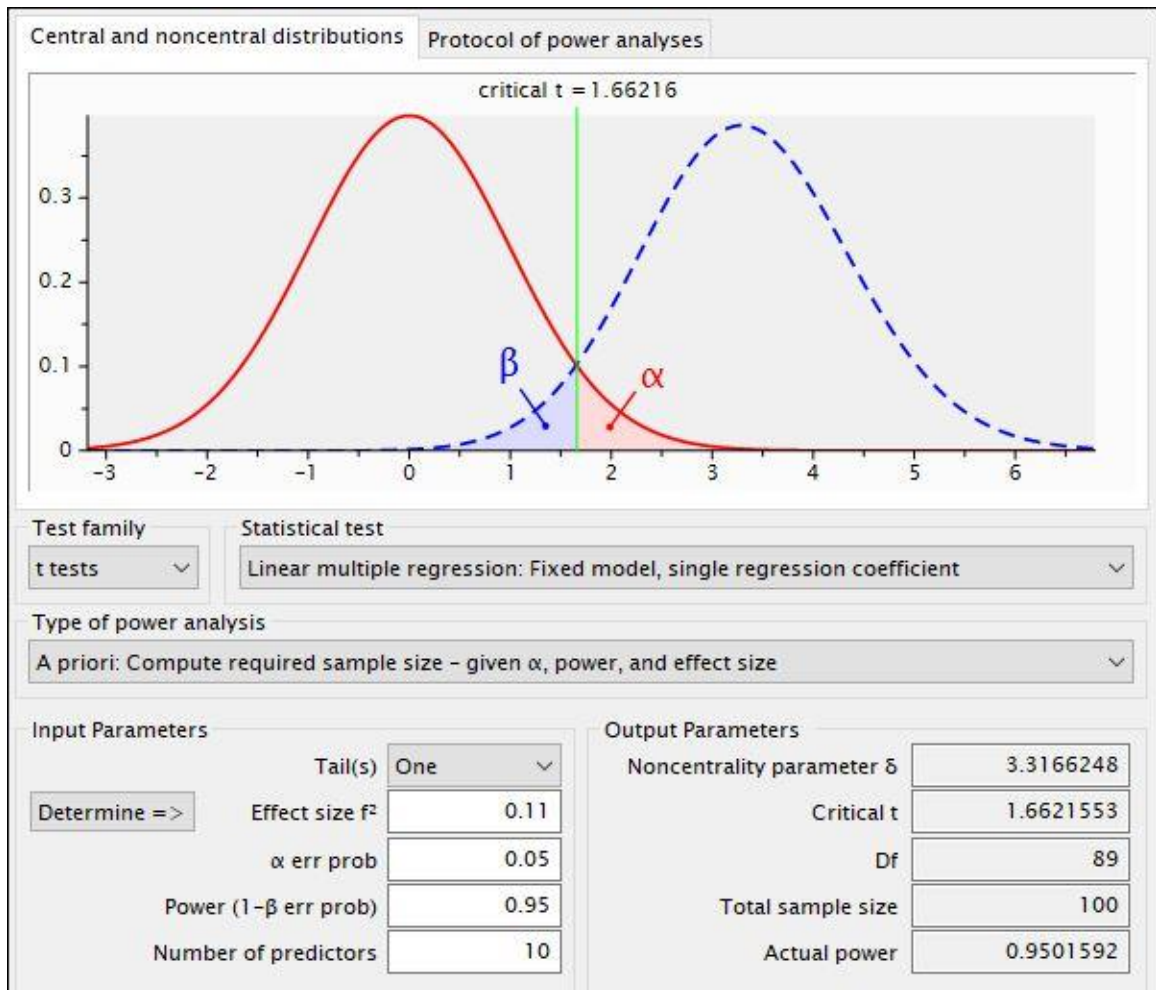 Central and noncentral distributions Protocol of power analyses
critical t = 1.66216
0.3
0.2
β α
0.1
0
-3 -2 -1 0 1 2 3 4 5 6
Test family Statistical test
t tests Linear multiple regression: Fixed model, single regression coefficient
Type of power analysis
A priori: Compute required sample size – given α, power, and effect size
Input Parameters Output Parameters
Tail(s) One Noncentrality parameter δ 3.3166248
Determine => Effect size f² 0.11 Critical t 1.6621553
α err prob 0.05 Df 89
Power (1-β err prob) 0.95 Total sample size 100
Number of predictors 10 Actual power 0.9501592